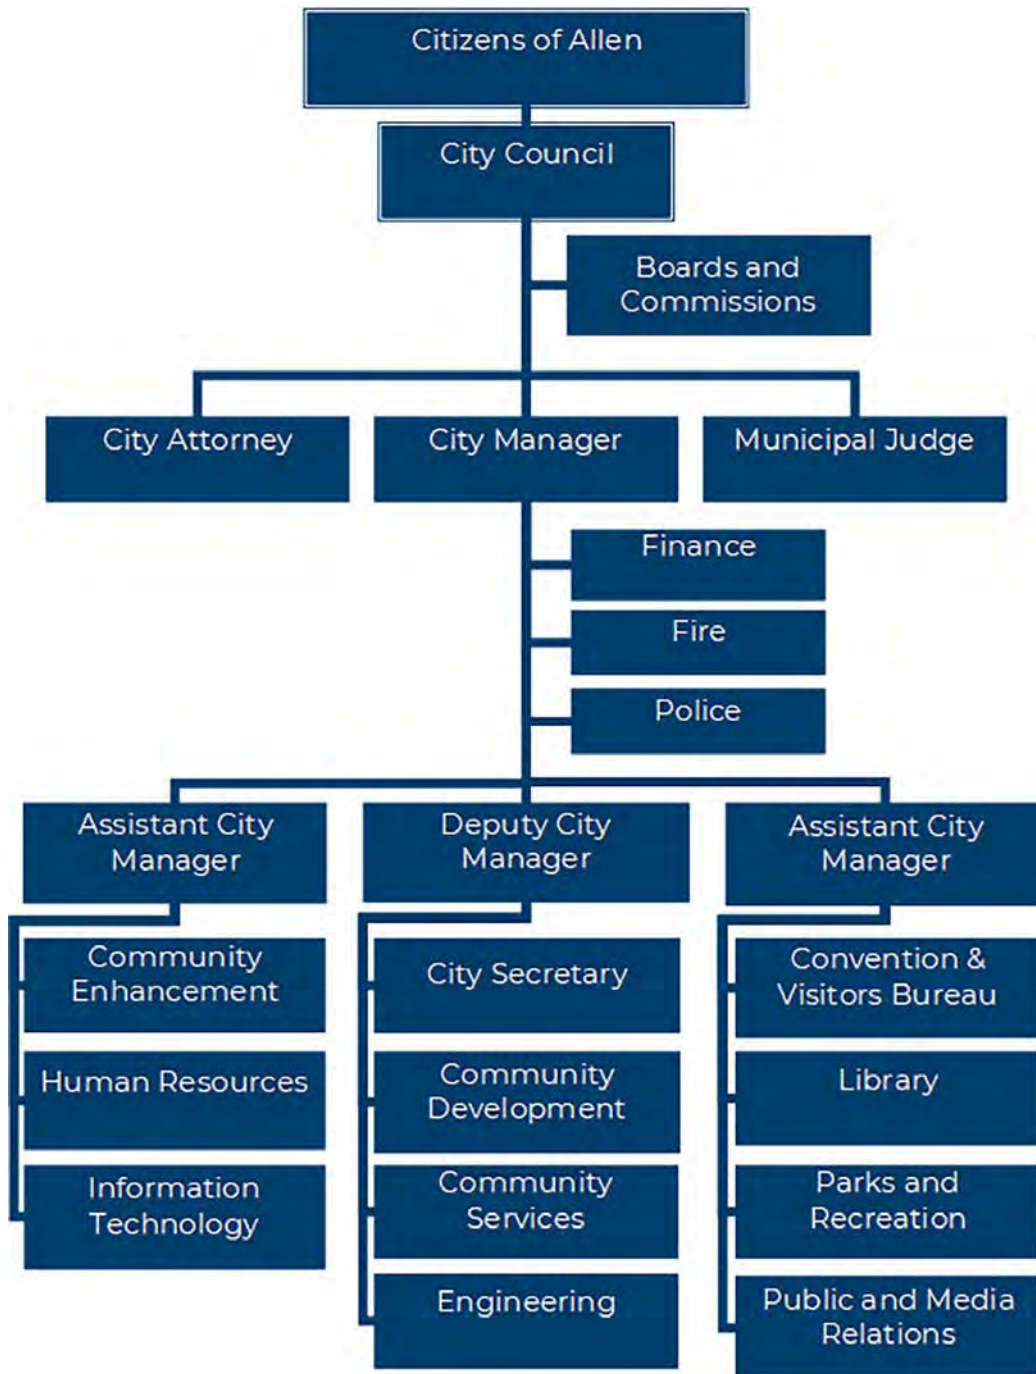 Citizens of Allen
City Council
Boards and
Commissions
City Attorney
City Manager
Municipal Judge
Finance
Fire
Police
Assistant City
Manager
Deputy City
Manager
Assistant City
Manager
Community
Enhancement
Human Resources
Information
Technology
City Secretary
Community
Development
Community
Services
Engineering
Convention &
Visitors Bureau
Library
Parks and
Recreation
Public and Media
Relations